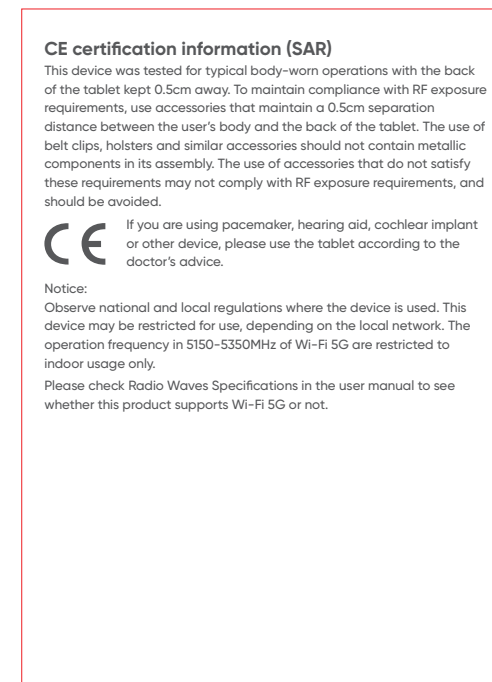 CE certification information (SAR)
This device was tested for typical body-worn operations with the back
of the tablet kept 0.5cm away. To maintain compliance with RF exposure
requirements, use accessories that maintain a 0.5cm separation
distance between the user's body and the back of the tablet. The use of
belt clips, holsters and similar accessories should not contain metallic
components in its assembly. The use of accessories that do not satisfy
these requirements may not comply with RF exposure requirements, and
should be avoided.
CE
If you are using pacemaker, hearing aid, cochlear implant
or other device, please use the tablet according to the
doctor's advice.
Notice:
Observe national and local regulations where the device is used. This
device may be restricted for use, depending on the local network. The
operation frequency in 5150-5350MHz of Wi-Fi 5G are restricted to
indoor usage only.
Please check Radio Waves Specifications in the user manual to see
whether this product supports Wi-Fi 5G or not.